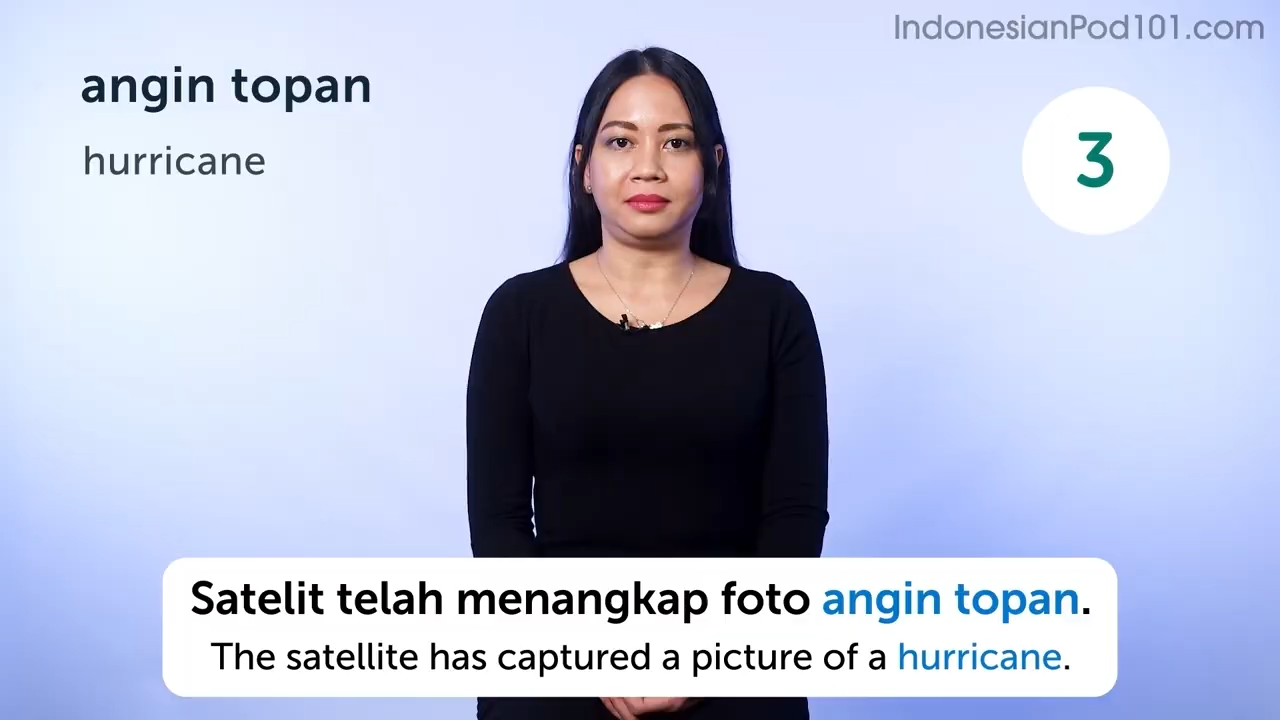 IndonesianPod101.com
angin topan
hurricane
3
Satelit telah menangkap foto angin topan.
The satellite has captured a picture of a hurricane.